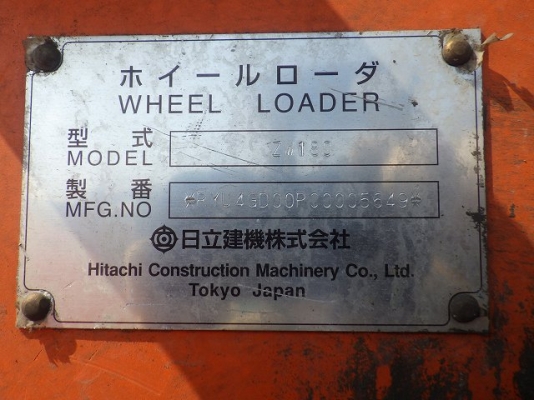 ホイールローダ
WHEEL LOADER
型式
MODEL
製番
MFG.NO
日立建機株式会社
Hitachi Construction Machinery Co., Ltd.
Tokyo Japan